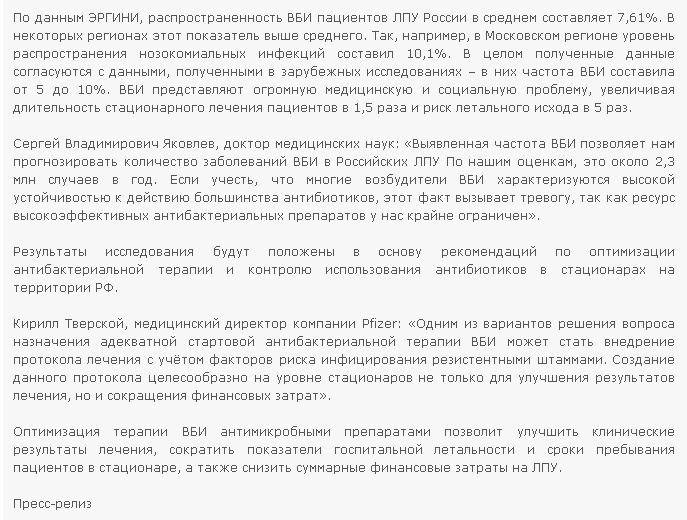 По данным ЭРГИНИ, распространенность ВБИ пациентов ЛПУ России в среднем составляет 7,61%. В
некоторых регионах этот показатель выше среднего. Так, например, в Московском регионе уровень
распространения нозокомиальных инфекций составил 10,1%. В целом полученные данные
согласуются с данными, полученными в зарубежных исследованиях – в них частота ВБИ составила
от 5 до 10%. ВБИ представляют огромную медицинскую и социальную проблему, увеличивая
длительность стационарного лечения пациентов в 1,5 раза и риск летального исхода в 5 раз.
Сергей Владимирович Яковлев, доктор медицинских наук: «Выявленная частота ВБИ позволяет нам
прогнозировать количество заболеваний ВБИ в Российских ЛПУ По нашим оценкам, это около 2,3
млн случаев в год. Если учесть, что многие возбудители ВБИ характеризуются высокой
устойчивостью к действию большинства антибиотиков, этот факт вызывает тревогу, так как ресурс
высокоэффективных антибактериальных препаратов у нас крайне ограничен».
Результаты исследования будут положены в основу рекомендаций по оптимизации
антибактериальной терапии и контролю использования антибиотиков в стационарах на
территории РФ.
Кирилл Тверской, медицинский директор компании Pfizer: «Одним из вариантов решения вопроса
назначения адекватной стартовой антибактериальной терапии ВБИ может стать внедрение
протокола лечения с учётом факторов риска инфицирования резистентными штаммами. Создание
данного протокола целесообразно на уровне стационаров не только для улучшения результатов
лечения, но и сокращения финансовых затрат».
Оптимизация терапии ВБИ антимикробными препаратами позволит улучшить клинические
результаты лечения, сократить показатели госпитальной летальности и сроки пребывания
пациентов в стационаре, а также снизить суммарные финансовые затраты на ЛПУ.
Пресс-релиз